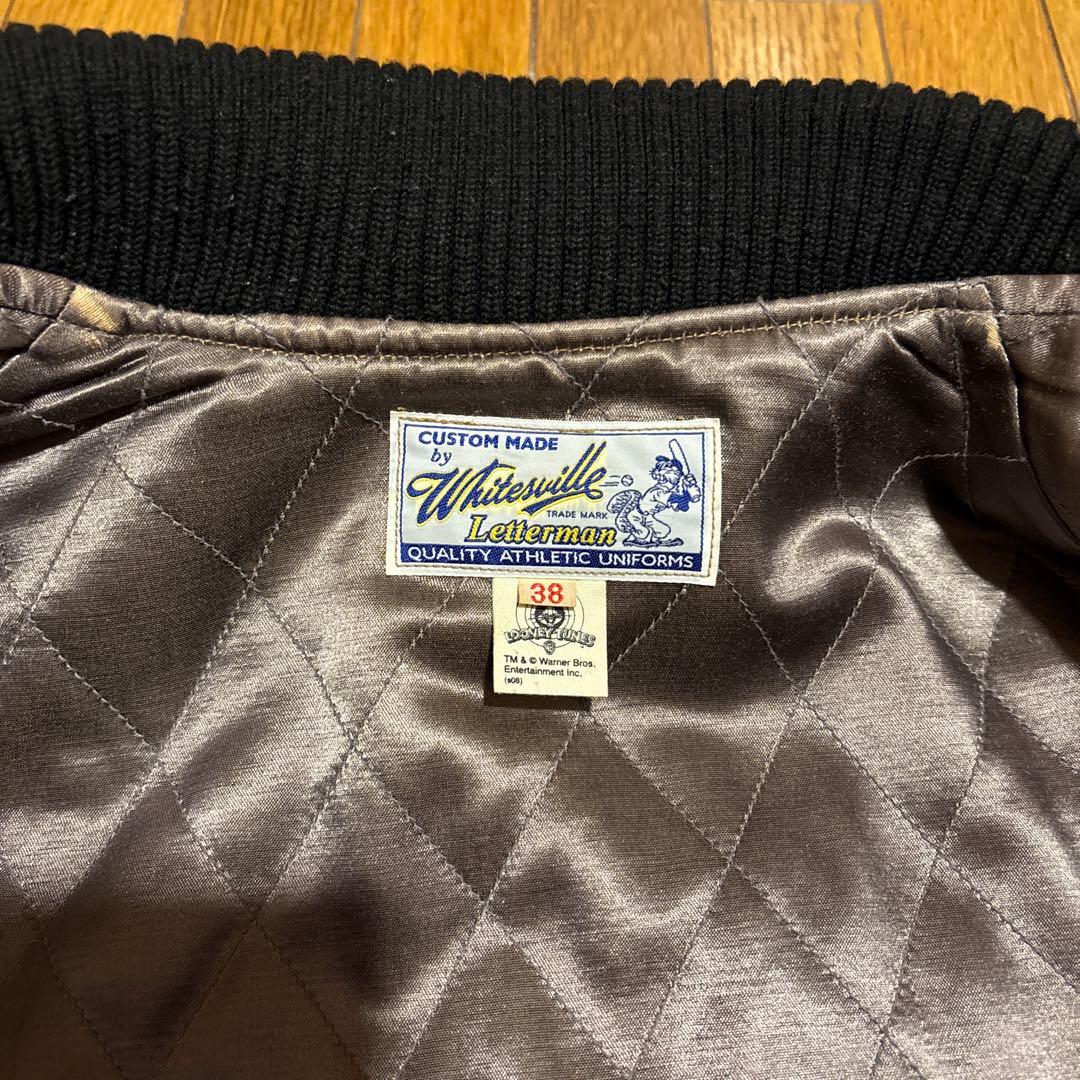 CUSTOM MADE
by
Whitesville
TRADE MARK
Letterman
QUALITY ATHLETIC UNIFORMS
38
LOONEY TUNES
TM & © Warner Bros.
Entertainment Inc.
(s08)